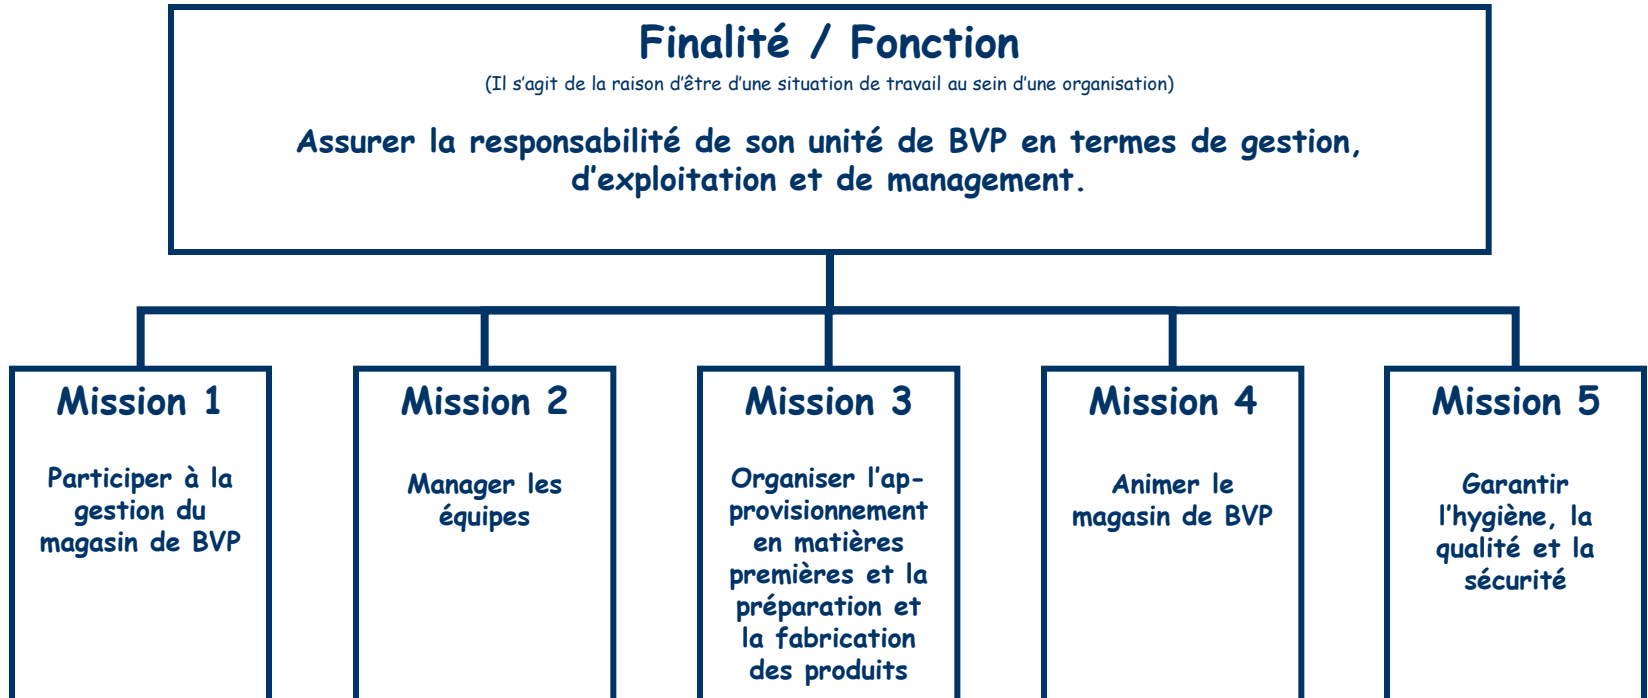 Finalité / Fonction
(Il s’agit de la raison d’être d’une situation de travail au sein d’une organisation)
Assurer la responsabilité de son unité de BVP en termes de gestion,
d’exploitation et de management.
Mission 1
Participer à la
gestion du
magasin de BVP
Mission 2
Manager les
équipes
Mission 3
Organiser l’ap-
provisionnement
en matières
premières et la
préparation et
la fabrication
des produits
Mission 4
Animer le
magasin de BVP
Mission 5
Garantir
l’hygiène, la
qualité et la
sécurité